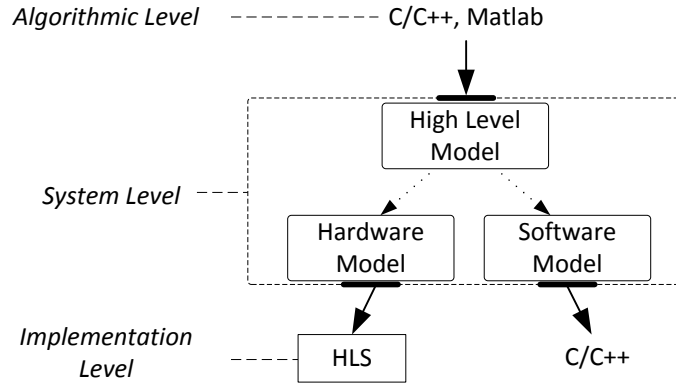 Algorithmic Level
C/C++, Matlab
High Level
Model
System Level
Hardware
Model
Software
Model
Implementation
Level
HLS
C/C++